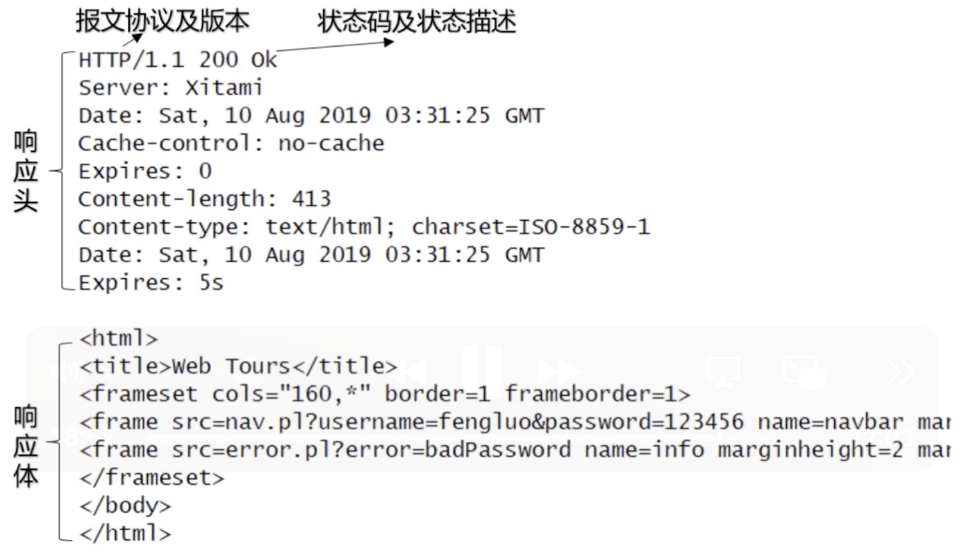 报文协议及版本 状态码及状态描述
HTTP/1.1 200 Ok
Server: Xitami
Date: Sat, 10 Aug 2019 03:31:25 GMT
Cache-control: no-cache
Expires: 0
Content-length: 413
Content-type: text/html; charset=ISO-8859-1
Date: Sat, 10 Aug 2019 03:31:25 GMT
Expires: 5s
响应头
<html>
<title>Web Tours</title>
<frameset cols="160,*" border=1 frameborder=1>
<frame src=nav.pl?username=fengluo&password=123456 name=navbar mar
<frame src=error.pl?error=badPassword name=info marginheight=2 mar
</frameset>
</body>
</html>
响应体